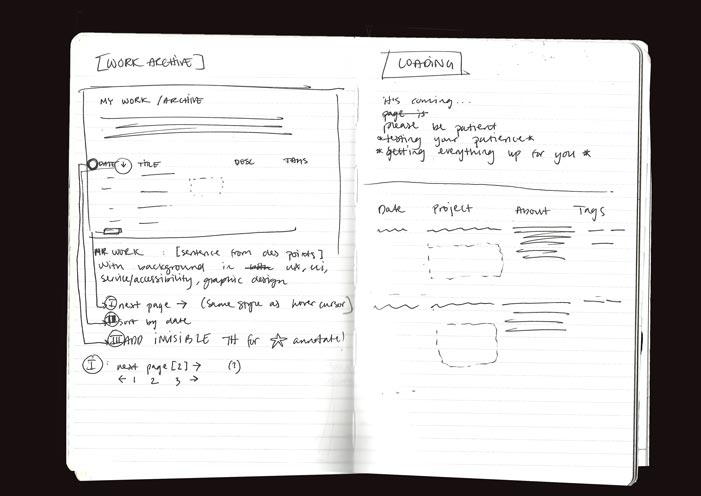 [WORK ARCHIVE]
MY WORK / ARCHIVE
DATE ↓ TITLE DESC TAGS
WORK : [sentence from des points]
with background in ux, ui,
service/accessibility, graphic design
I next page → (same style as hover cursor)
II sort by date
III ADD INVISIBLE TH for ☆ annotate!
I : next page [2] → (?)
← 1 2 3 →
LOADING
it's coming...
page is
please be patient
*testing your patience*
*getting everything up for you *
Date Project About Tags